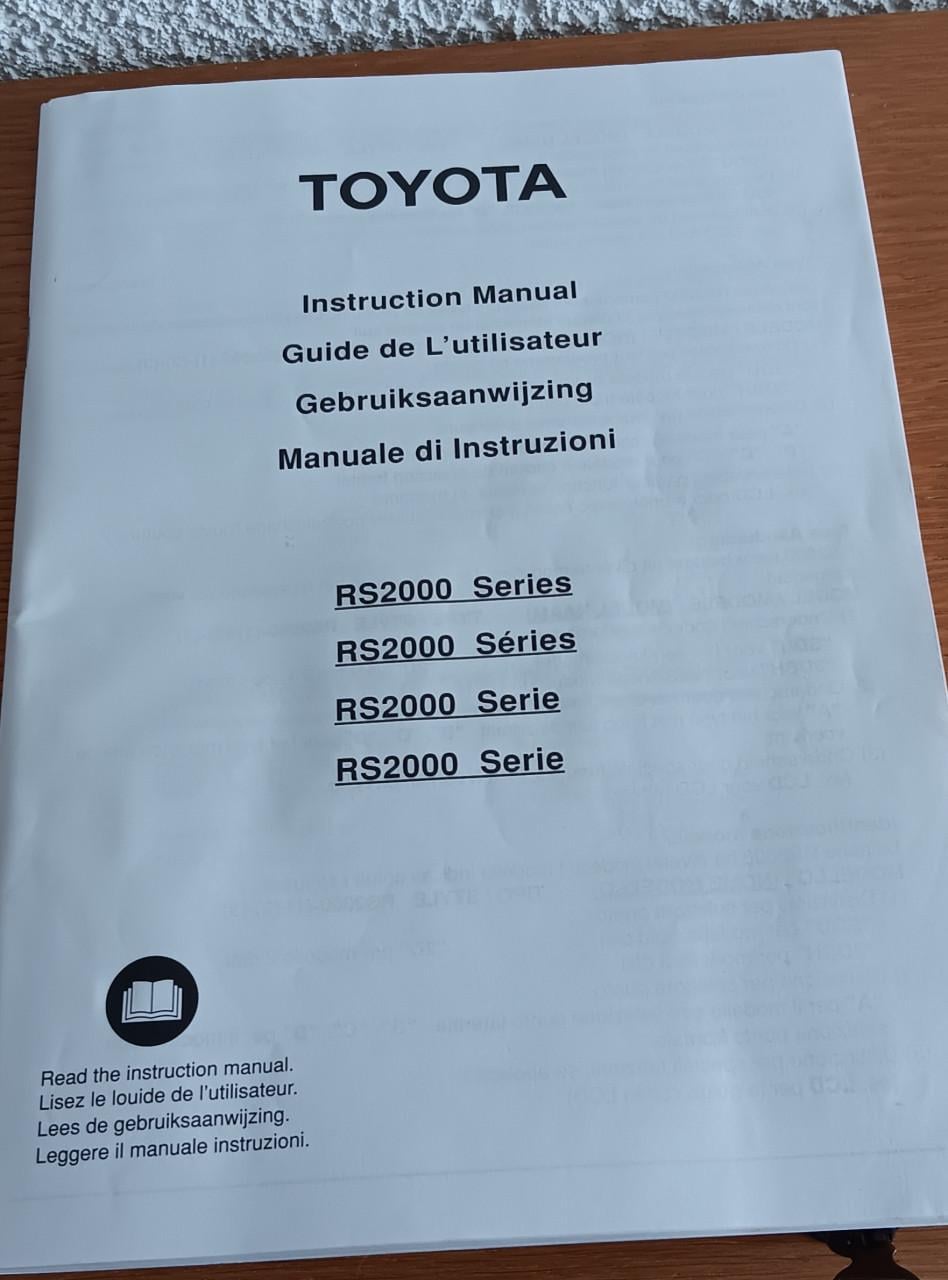 TOYOTA
Instruction Manual
Guide de L'utilisateur
Gebruiksaanwijzing
Manuale di Instruzioni
RS2000 Series
RS2000 Séries
RS2000 Serie
RS2000 Serie
Read the instruction manual.
Lisez le louide de l'utilisateur.
Lees de gebruiksaanwijzing.
Leggere il manuale instruzioni.